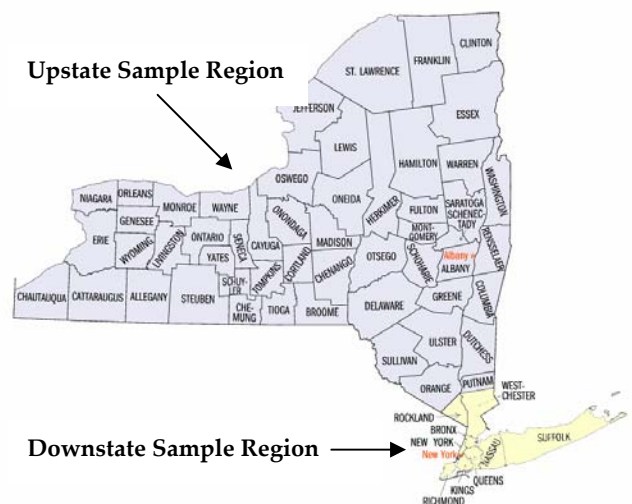 Upstate Sample Region
CLINTON
FRANKLIN
ST. LAWRENCE
JEFFERSON
ESSEX
LEWIS
HAMILTON
WARREN
WASHINGTON
OSWEGO
ONEIDA
HERKIMER
FULTON
SARATOGA
NIAGARA
ORLEANS
MONROE
WAYNE
ONONDAGA
MADISON
MONT-
GOMERY
SCHENEC-
TADY
RENSSELAER
GENESEE
ERIE
WYOMING
LIVINGSTON
ONTARIO
YATES
SENECA
CAYUGA
CORTLAND
CHENANGO
OTSEGO
SCHOHARIE
Albany
ALBANY
SCHUY-
LER
TOMPKINS
CHAUTAUQUA
CATTARAUGUS
ALLEGANY
STEUBEN
CHE-
MUNG
TIOGA
BROOME
DELAWARE
GREENE
COLUMBIA
ULSTER
DUTCHESS
SULLIVAN
ORANGE
PUTNAM
WEST-
CHESTER
ROCKLAND
BRONX
NEW YORK
New York
Downstate Sample Region
NASSAU
SUFFOLK
QUEENS
KINGS
RICHMOND